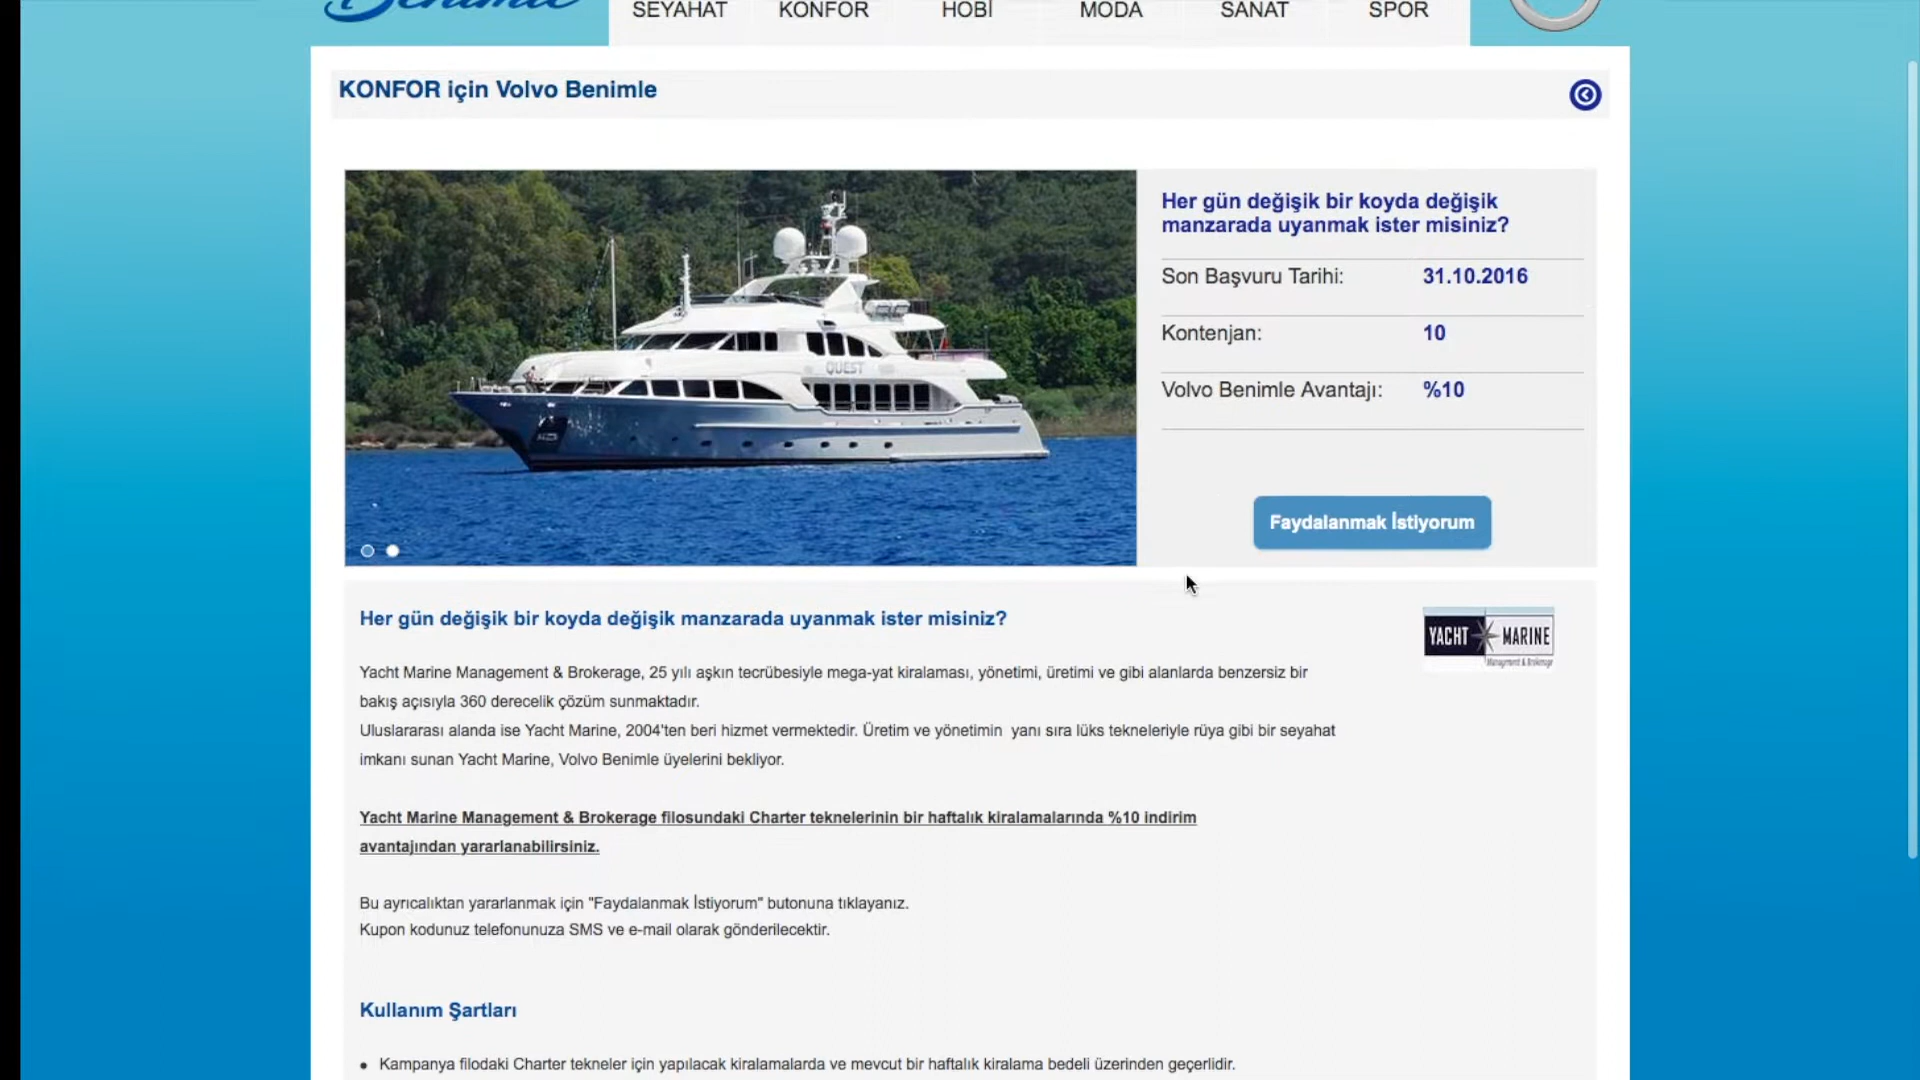 Benimle
SEYAHAT KONFOR HOBİ MODA SANAT SPOR
KONFOR için Volvo Benimle
QUEST
Her gün değişik bir koyda değişik
manzarada uyanmak ister misiniz?
Son Başvuru Tarihi: 31.10.2016
Kontenjan: 10
Volvo Benimle Avantajı: %10
Faydalanmak İstiyorum
Her gün değişik bir koyda değişik manzarada uyanmak ister misiniz?
YACHT MARINE
Management & Brokerage
Yacht Marine Management & Brokerage, 25 yılı aşkın tecrübesiyle mega-yat kiralaması, yönetimi, üretimi ve gibi alanlarda benzersiz bir
bakış açısıyla 360 derecelik çözüm sunmaktadır.
Uluslararası alanda ise Yacht Marine, 2004'ten beri hizmet vermektedir. Üretim ve yönetimin yanı sıra lüks tekneleriyle rüya gibi bir seyahat
imkanı sunan Yacht Marine, Volvo Benimle üyelerini bekliyor.
Yacht Marine Management & Brokerage filosundaki Charter teknelerinin bir haftalık kiralamalarında %10 indirim
avantajından yararlanabilirsiniz.
Bu ayrıcalıktan yararlanmak için "Faydalanmak İstiyorum" butonuna tıklayanız.
Kupon kodunuz telefonunuza SMS ve e-mail olarak gönderilecektir.
Kullanım Şartları
• Kampanya filodaki Charter tekneler için yapılacak kiralamalarda ve mevcut bir haftalık kiralama bedeli üzerinden geçerlidir.